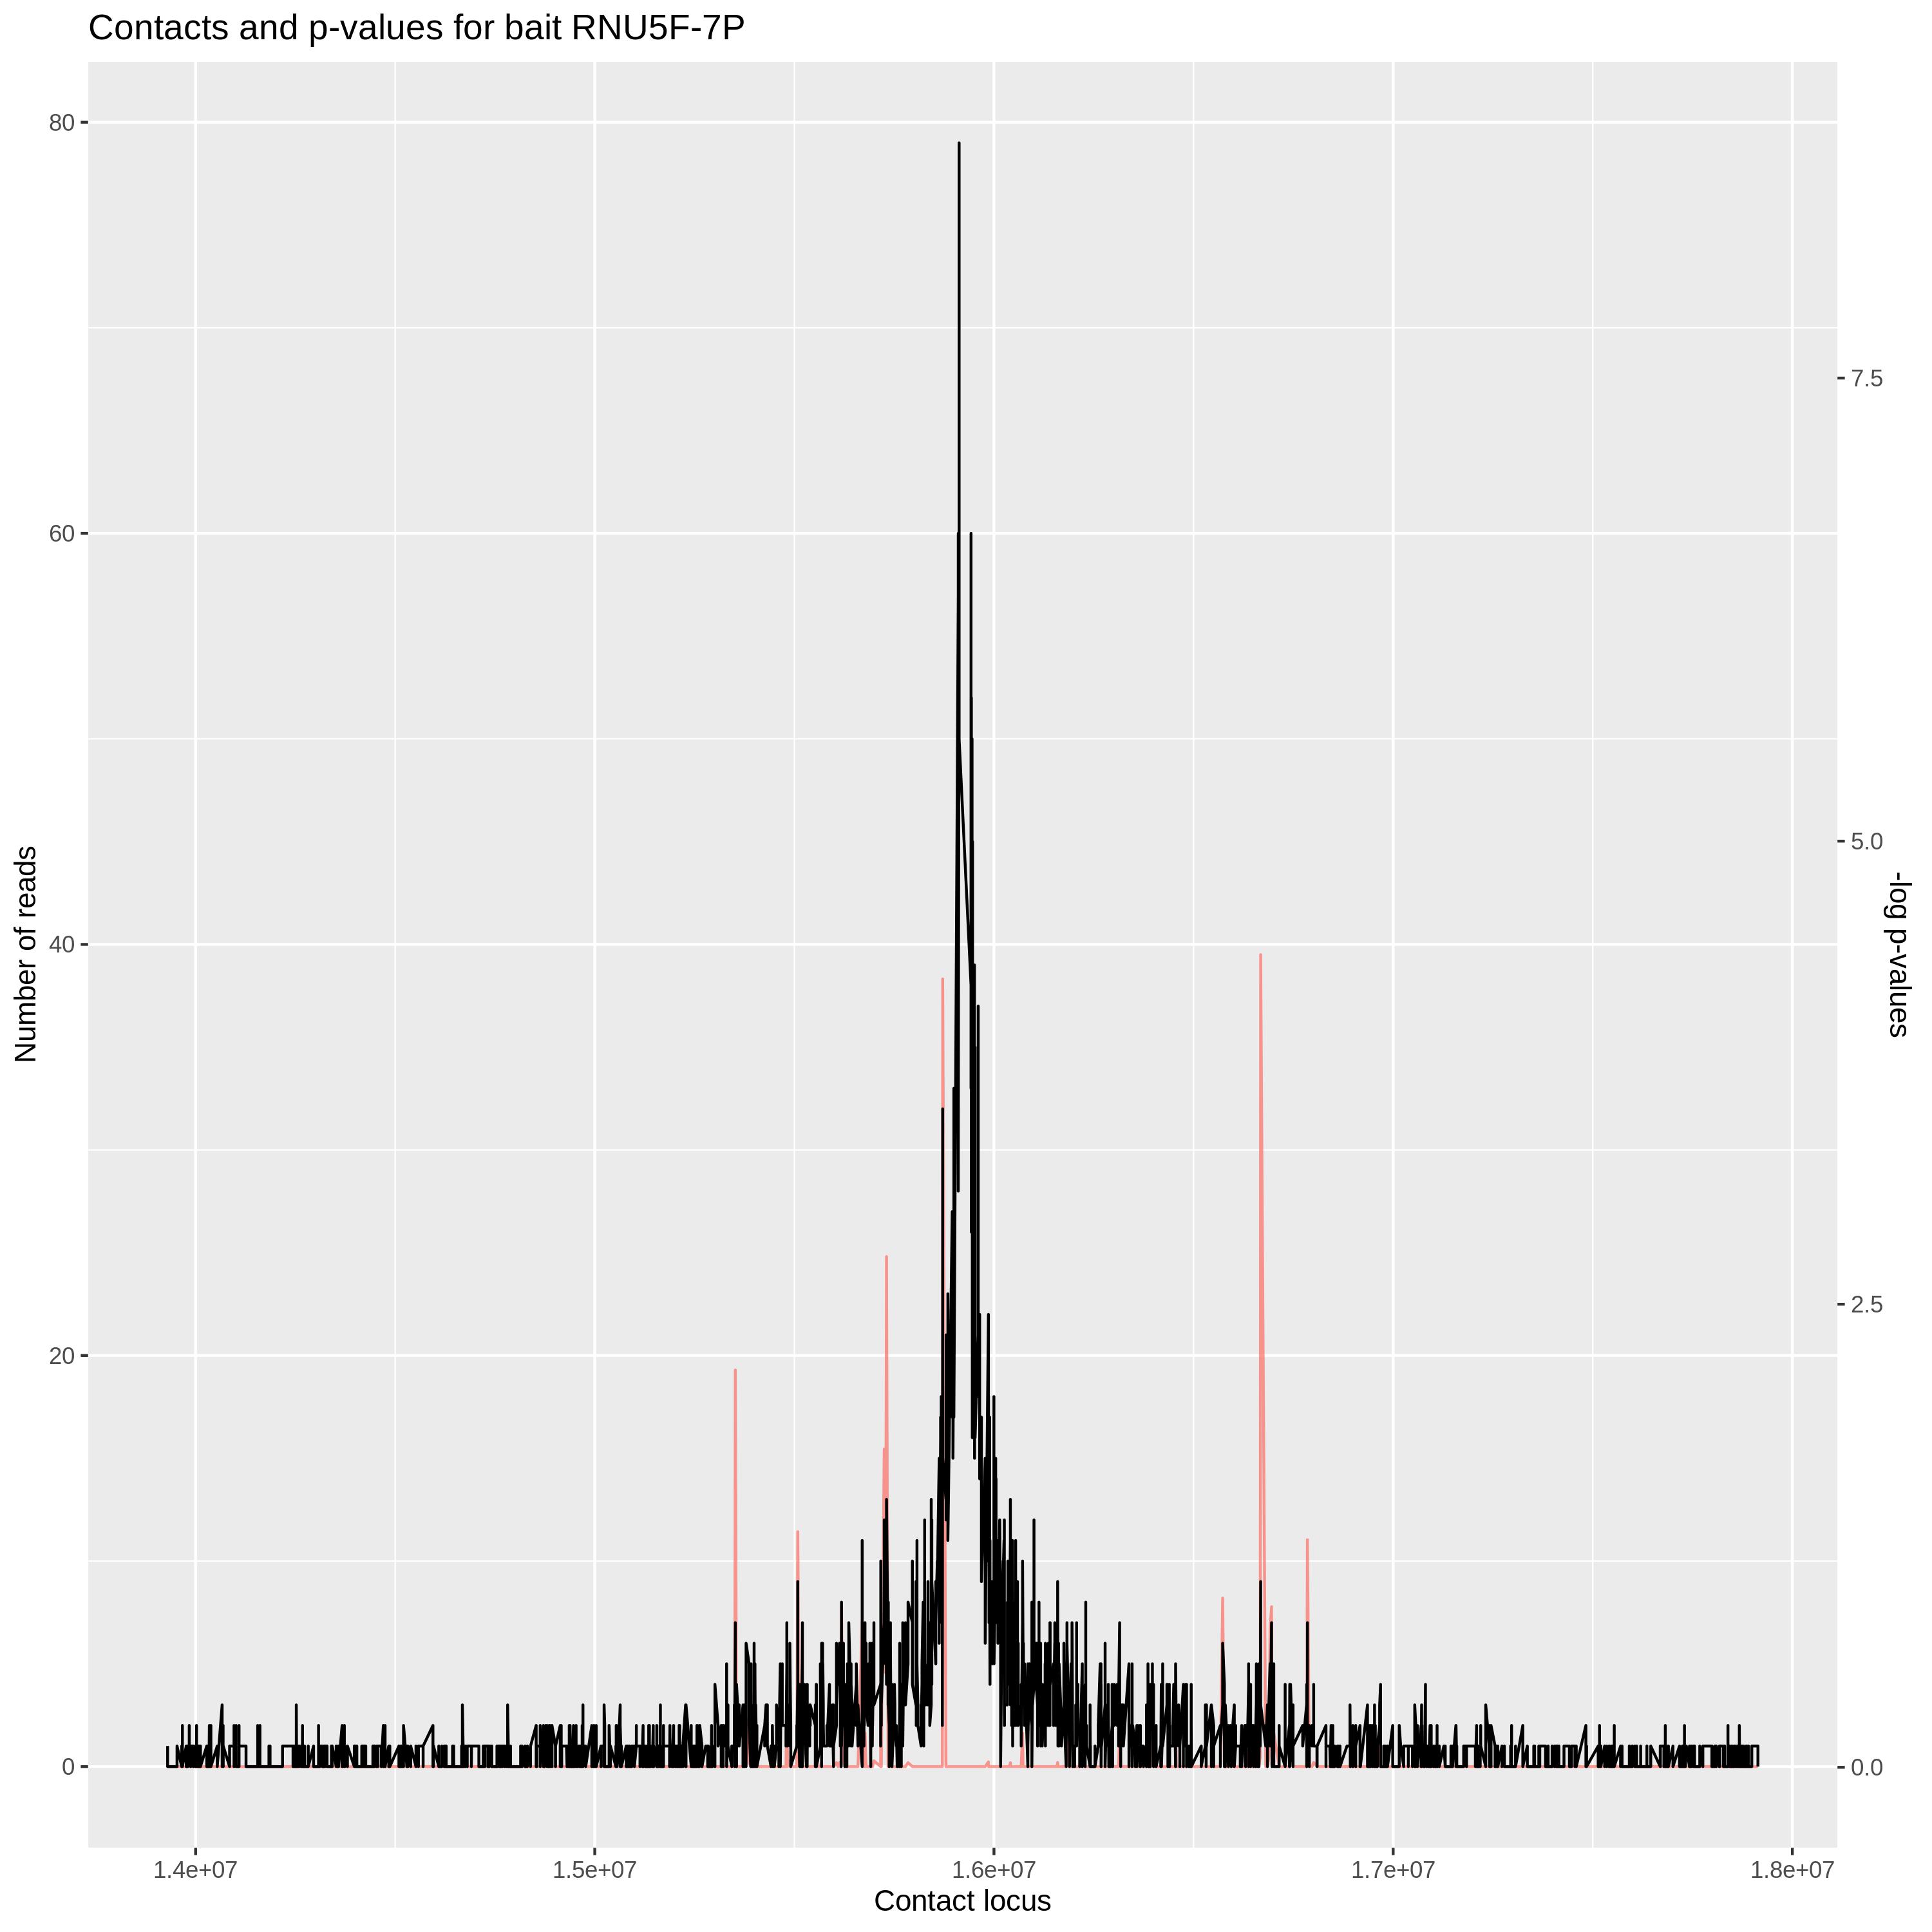 Contacts and p-values for bait RNU5F-7P
80
60
40
20
0
Number of reads
7.5
5.0
2.5
0.0
-log p-values
1.4e+07 1.5e+07 1.6e+07 1.7e+07 1.8e+07
Contact locus